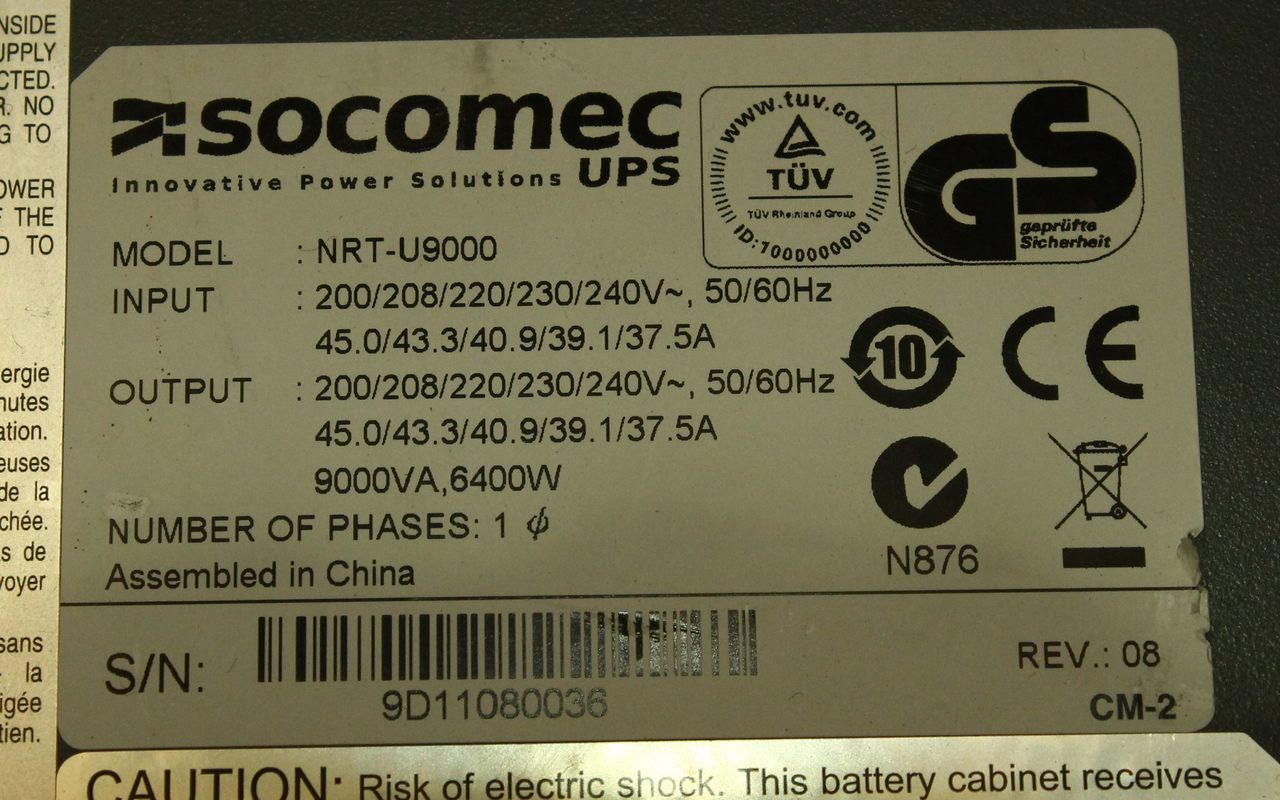 NSIDE
UPPLY
CTED.
R. NO
G TO
OWER
F THE
D TO
ergie
nutes
ation.
euses
de la
chée.
s de
voyer
sans
la
igée
tien.
socomec
Innovative Power Solutions UPS
www.tuv.com
TÜV
TÜV Rheinland Group
ID:1000000000
GS
geprüfte
Sicherheit
MODEL : NRT-U9000
INPUT : 200/208/220/230/240V~, 50/60Hz
45.0/43.3/40.9/39.1/37.5A
OUTPUT : 200/208/220/230/240V~, 50/60Hz
45.0/43.3/40.9/39.1/37.5A
9000VA,6400W
NUMBER OF PHASES: 1 ϕ
Assembled in China
10
CE
N876
S/N:
9D11080036
REV.: 08
CM-2
CAUTION: Risk of electric shock. This battery cabinet receives